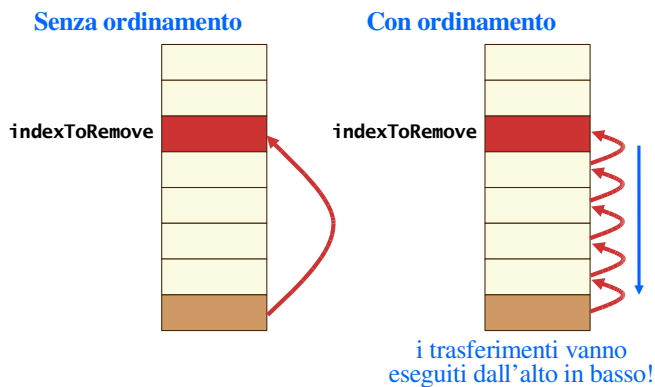 Senza ordinamento
Con ordinamento
indexToRemove
indexToRemove
i trasferimenti vanno
eseguiti dall'alto in basso!